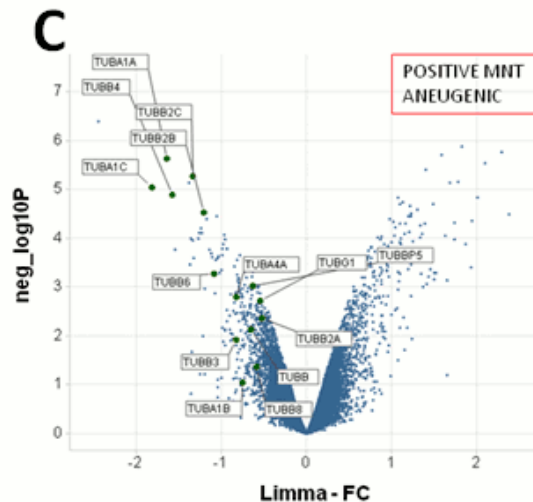 C
POSITIVE MNT
ANEUGENIC
TUBA1A
TUBB4
TUBB2C
TUBB2B
TUBA1C
TUBB6
TUBA4A
TUBG1
TUBBP5
TUBB3
TUBB2A
TUBB
TUBA1B
TUBB8
neg_log10P
7
6
5
4
3
2
1
0
-2
-1
0
1
2
Limma - FC